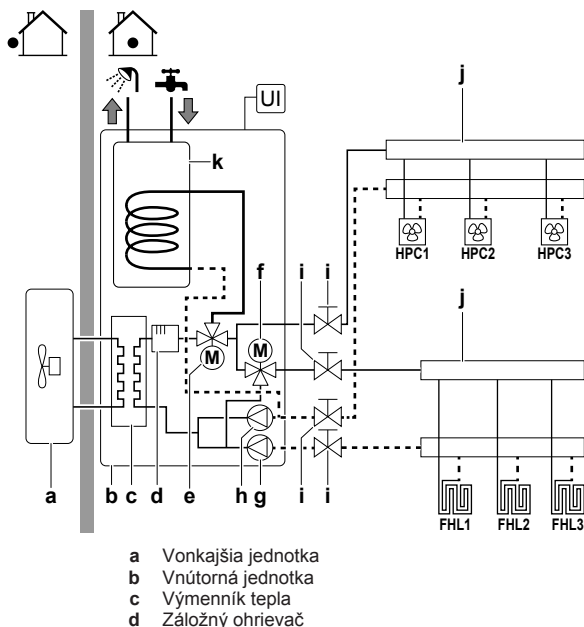 UI
k
j
HPC1 HPC2 HPC3
f i i
M
M
j
a b c d e h g i i
FHL1 FHL2 FHL3
a Vonkajšia jednotka
b Vnútorná jednotka
c Výmenník tepla
d Záložný ohrievač